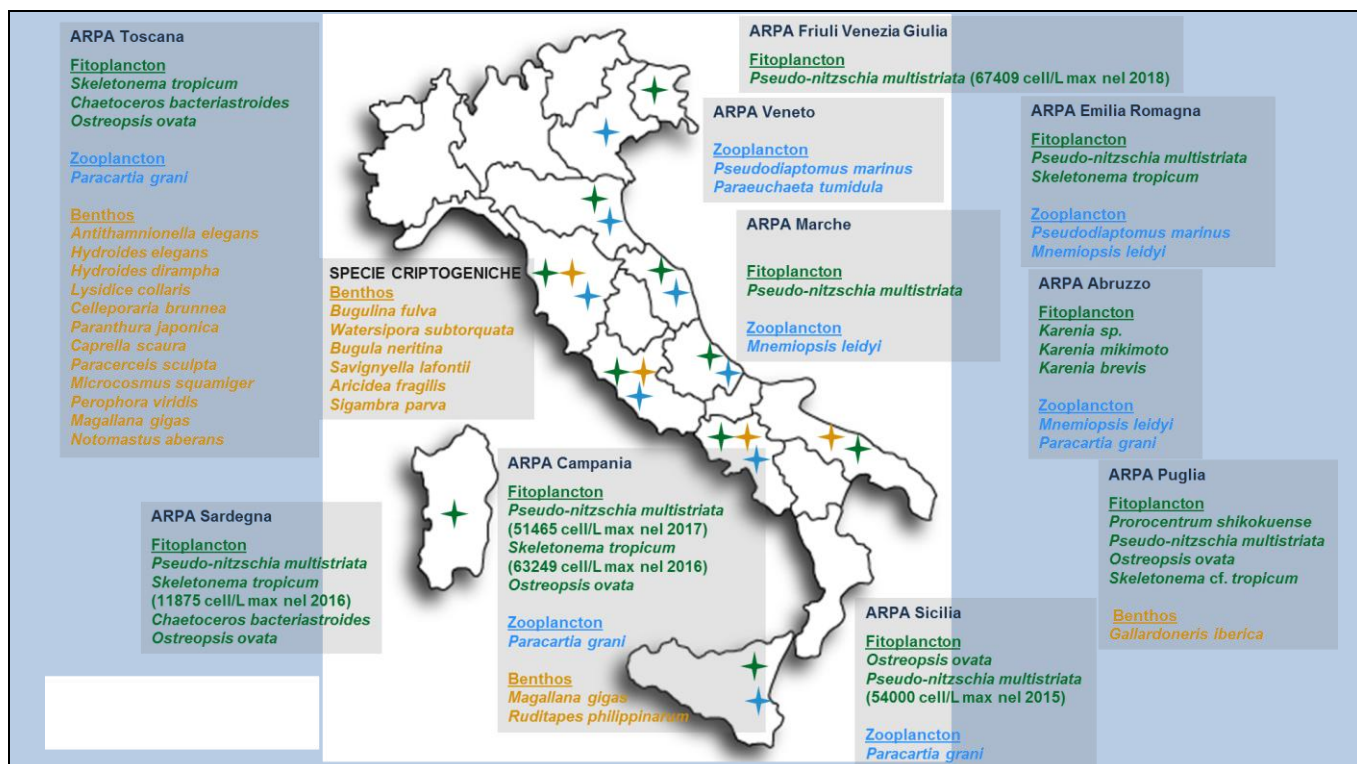 ARPA Toscana
Fitoplancton
Skeletonema tropicum
Chaetoceros bacteriastroides
Ostreopsis ovata
Zooplancton
Paracartia grani
Benthos
Antithamnionella elegans
Hydroides elegans
Hydroides dirampha
Lysidice collaris
Celleporaria brunnea
Paranthura japonica
Caprella scaura
Paracerceis sculpta
Microcosmus squamiger
Perophora viridis
Magallana gigas
Notomastus aberans
SPECIE CRIPTOGENICHE
Benthos
Bugulina fulva
Watersipora subtorquata
Bugula neritina
Savignyella lafontii
Aricidea fragilis
Sigambra parva
ARPA Friuli Venezia Giulia
Fitoplancton
Pseudo-nitzschia multistriata (67409 cell/L max nel 2018)
ARPA Veneto
Zooplancton
Pseudodiaptomus marinus
Paraeuchaeta tumidula
ARPA Emilia Romagna
Fitoplancton
Pseudo-nitzschia multistriata
Skeletonema tropicum
Zooplancton
Pseudodiaptomus marinus
Mnemiopsis leidyi
ARPA Marche
Fitoplancton
Pseudo-nitzschia multistriata
Zooplancton
Mnemiopsis leidyi
ARPA Abruzzo
Fitoplancton
Karenia sp.
Karenia mikimoto
Karenia brevis
Zooplancton
Mnemiopsis leidyi
Paracartia grani
ARPA Sardegna
Fitoplancton
Pseudo-nitzschia multistriata
Skeletonema tropicum
(11875 cell/L max nel 2016)
Chaetoceros bacteriastroides
Ostreopsis ovata
ARPA Campania
Fitoplancton
Pseudo-nitzschia multistriata
(51465 cell/L max nel 2017)
Skeletonema tropicum
(63249 cell/L max nel 2016)
Ostreopsis ovata
Zooplancton
Paracartia grani
Benthos
Magallana gigas
Ruditapes philippinarum
ARPA Puglia
Fitoplancton
Prorocentrum shikokuense
Pseudo-nitzschia multistriata
Ostreopsis ovata
Skeletonema cf. tropicum
Benthos
Gallardoneris iberica
ARPA Sicilia
Fitoplancton
Ostreopsis ovata
Pseudo-nitzschia multistriata
(54000 cell/L max nel 2015)
Zooplancton
Paracartia grani